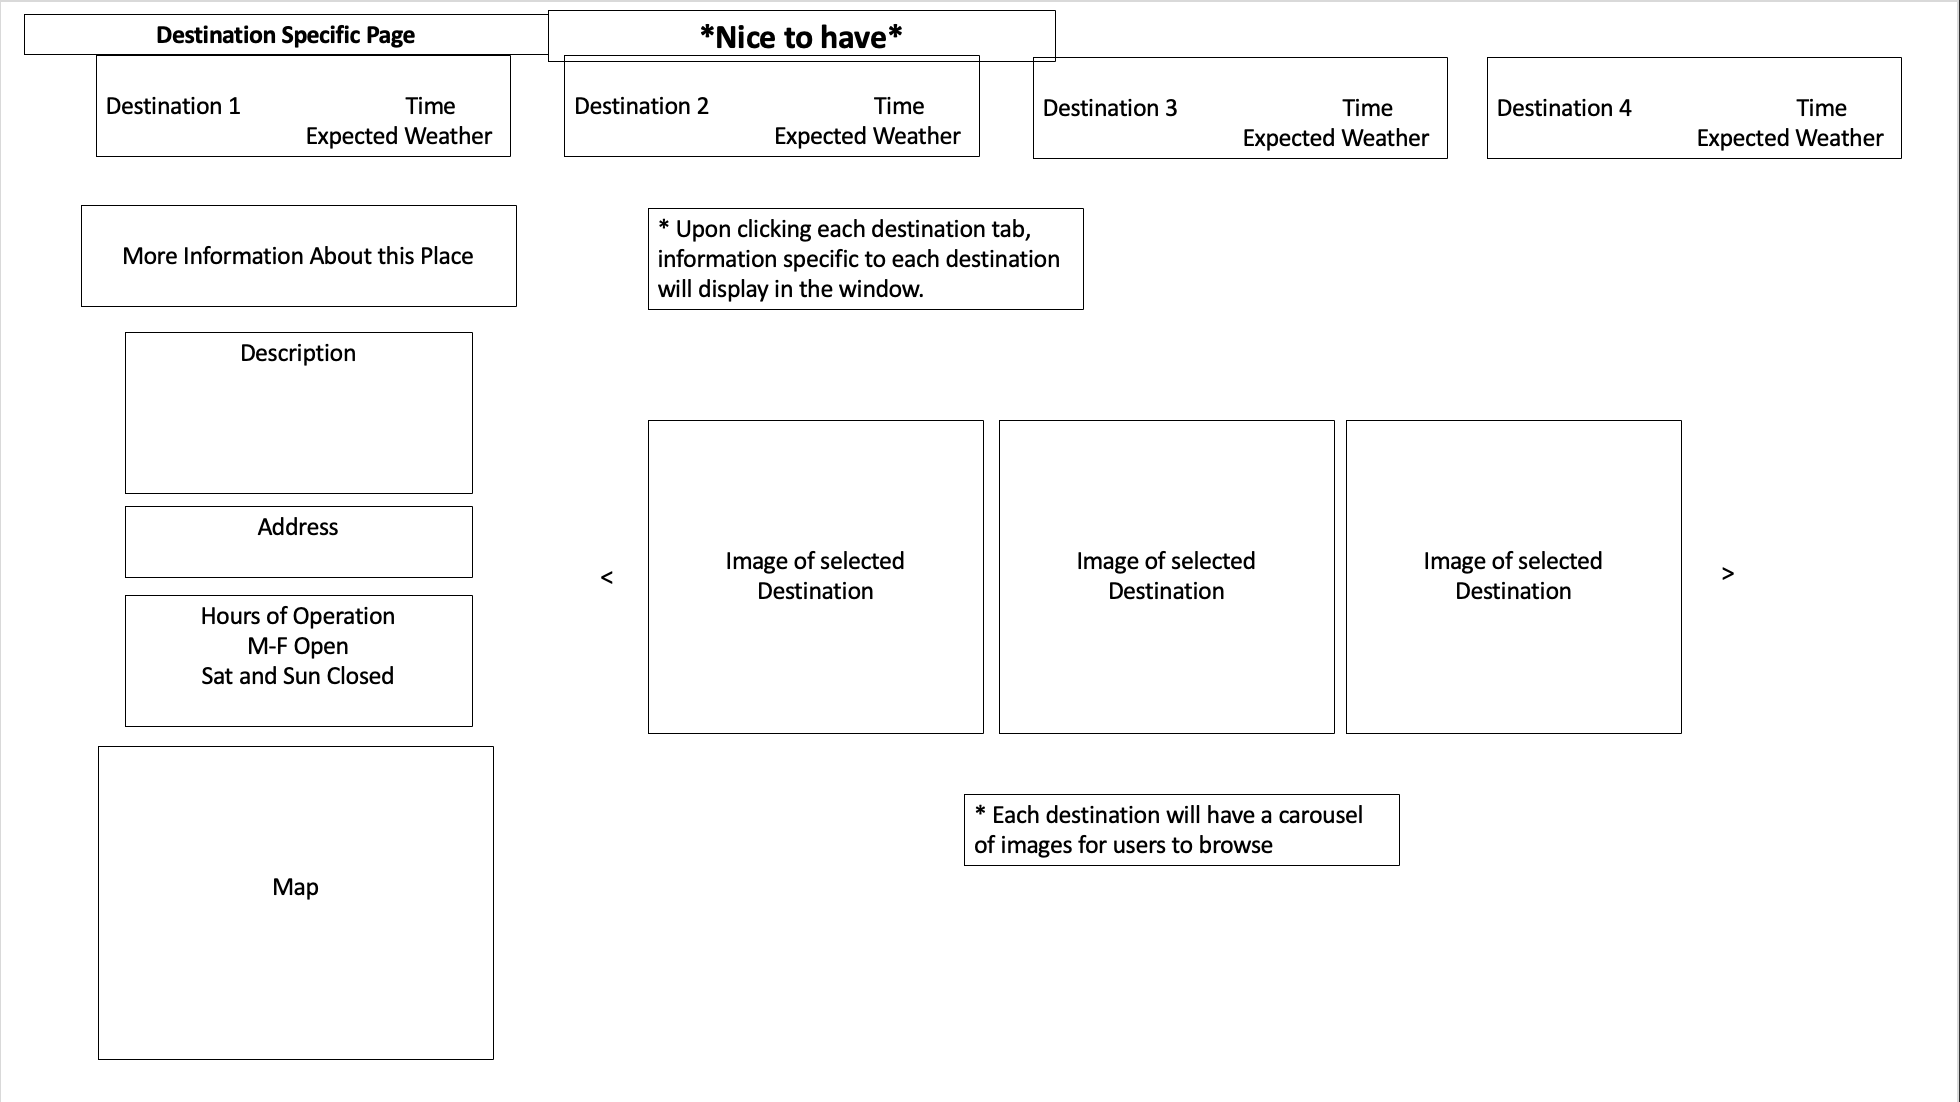 Destination Specific Page
*Nice to have*
Destination 1 Time
Expected Weather
Destination 2 Time
Expected Weather
Destination 3 Time
Expected Weather
Destination 4 Time
Expected Weather
More Information About this Place
* Upon clicking each destination tab,
information specific to each destination
will display in the window.
Description
Address
Hours of Operation
M-F Open
Sat and Sun Closed
Map
<
Image of selected
Destination
Image of selected
Destination
Image of selected
Destination
>
* Each destination will have a carousel
of images for users to browse